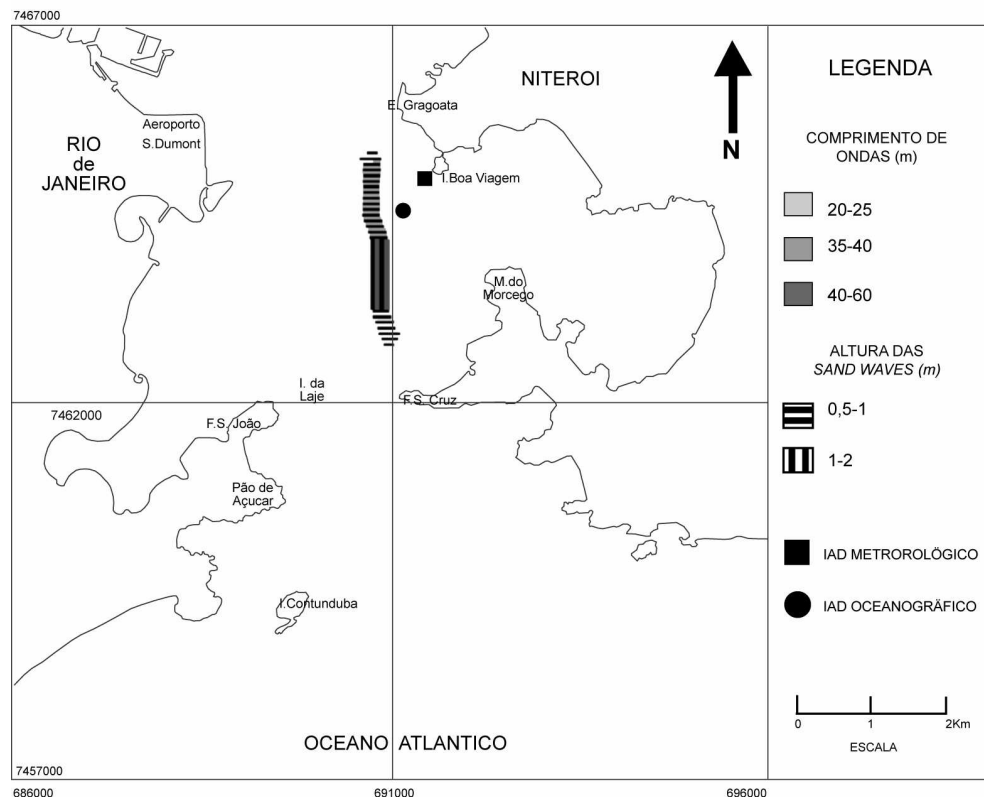 7467000
NITEROI
E. Gragoata
Aeroporto
S.Dumont
RIO
de
JANEIRO
I.Boa Viagem
M.do
Morcego
I. da
Laje
F.S. Cruz
7462000
F.S. João
Pão de
Açucar
I.Contunduba
OCEANO ATLANTICO
7457000
686000
691000
696000
N
LEGENDA
COMPRIMENTO DE
ONDAS (m)
20-25
35-40
40-60
ALTURA DAS
SAND WAVES (m)
0,5-1
1-2
IAD METROROLÖGICO
IAD OCEANOGRÄFICO
0 1 2Km
ESCALA